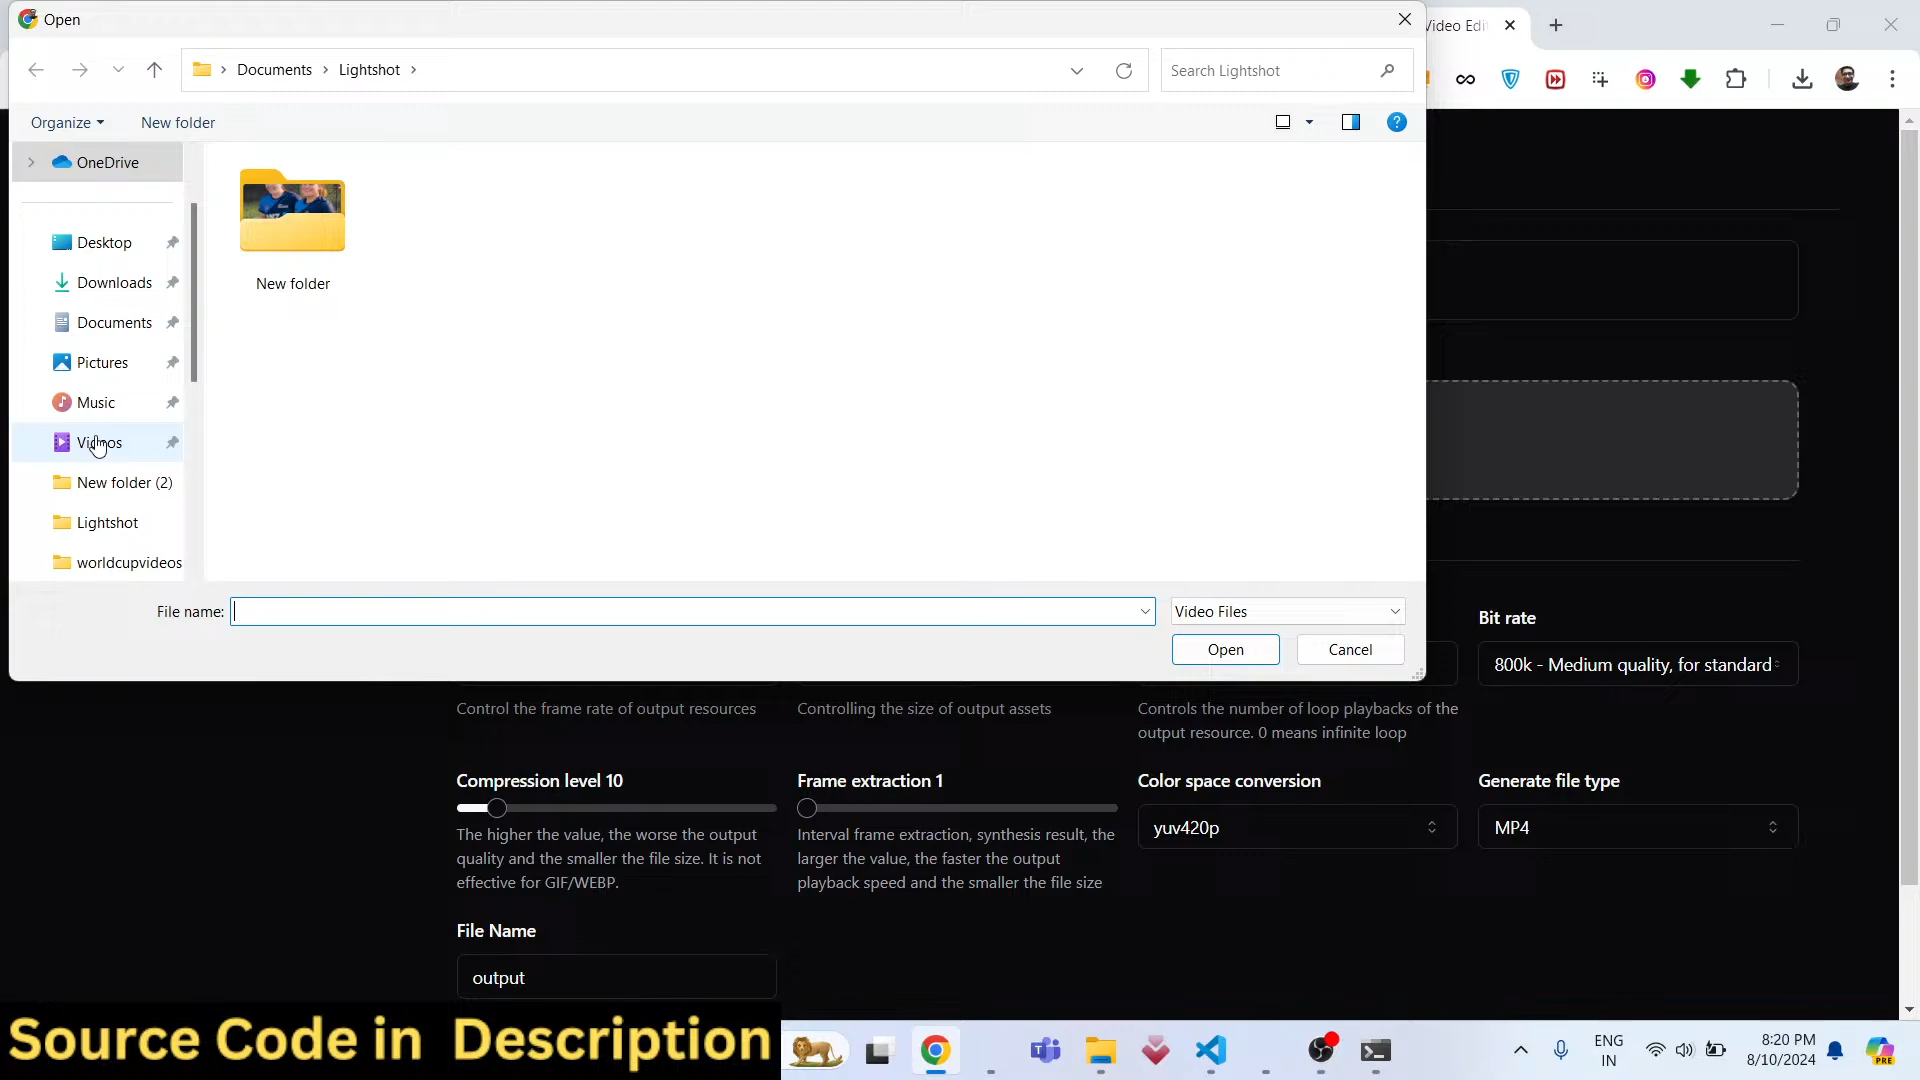 Open
Video Edi
Documents
Lightshot
Search Lightshot
Organize
New folder
OneDrive
Desktop
Downloads
Documents
Pictures
Music
Videos
New folder (2)
Lightshot
worldcupvideos
New folder
File name:
Video Files
Open
Cancel
Bit rate
800k - Medium quality, for standard
Control the frame rate of output resources
Controlling the size of output assets
Controls the number of loop playbacks of the
output resource. 0 means infinite loop
Compression level 10
The higher the value, the worse the output
quality and the smaller the file size. It is not
effective for GIF/WEBP.
Frame extraction 1
Interval frame extraction, synthesis result, the
larger the value, the faster the output
playback speed and the smaller the file size
Color space conversion
yuv420p
Generate file type
MP4
File Name
output
Source Code in Description
ENG
IN
8:20 PM
8/10/2024
PRE